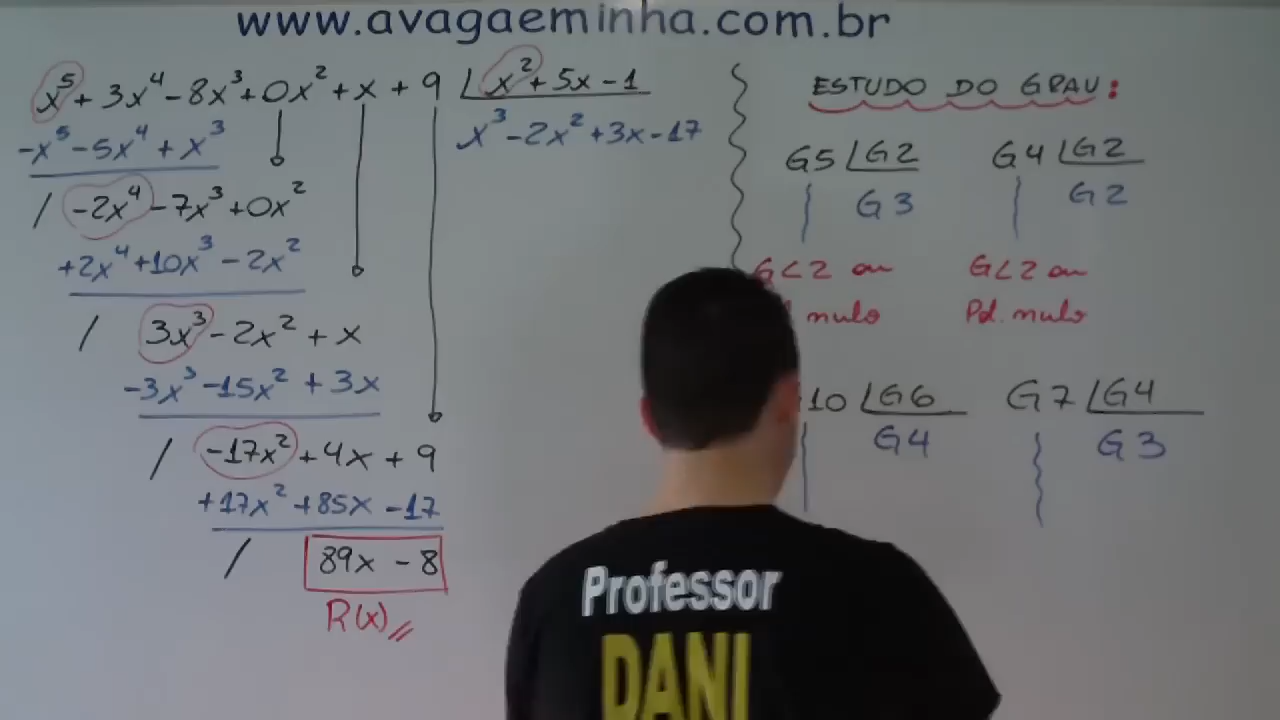 www.avagaeminha.com.br
x⁵ + 3x⁴ - 8x³ + 0x² + x + 9 | x² + 5x - 1
-x⁵ - 5x⁴ + x³ x³ - 2x² + 3x - 17
/ -2x⁴ - 7x³ + 0x²
+2x⁴ + 10x³ - 2x²
/ 3x³ - 2x² + x
-3x³ - 15x² + 3x
/ -17x² + 4x + 9
+17x² + 85x - 17
/ 89x - 8
R(x)
ESTUDO DO GRAU:
G5 | G2 G4 | G2
G3 G2
G<2 ou G<2 ou
nulo Pol. nulo
10 | G6 G7 | G4
G4 G3
Professor
DANI